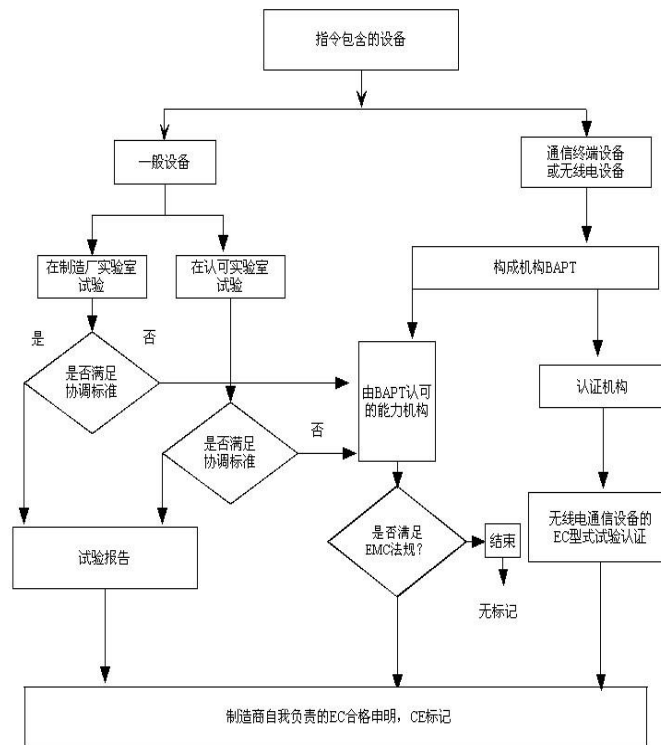 指令包含的设备
一般设备
通信终端设备
或无线电设备
在制造厂实验室
试验
在认可实验室
试验
构成机构BAPT
是
否
是否满足
协调标准
由BAPT认可
的能力机构
认证机构
是否满足
协调标准
否
试验报告
是否满足
EMC法规?
结束
无线电通信设备的
EC型式试验认证
无标记
制造商自我负责的EC合格申明，CE标记